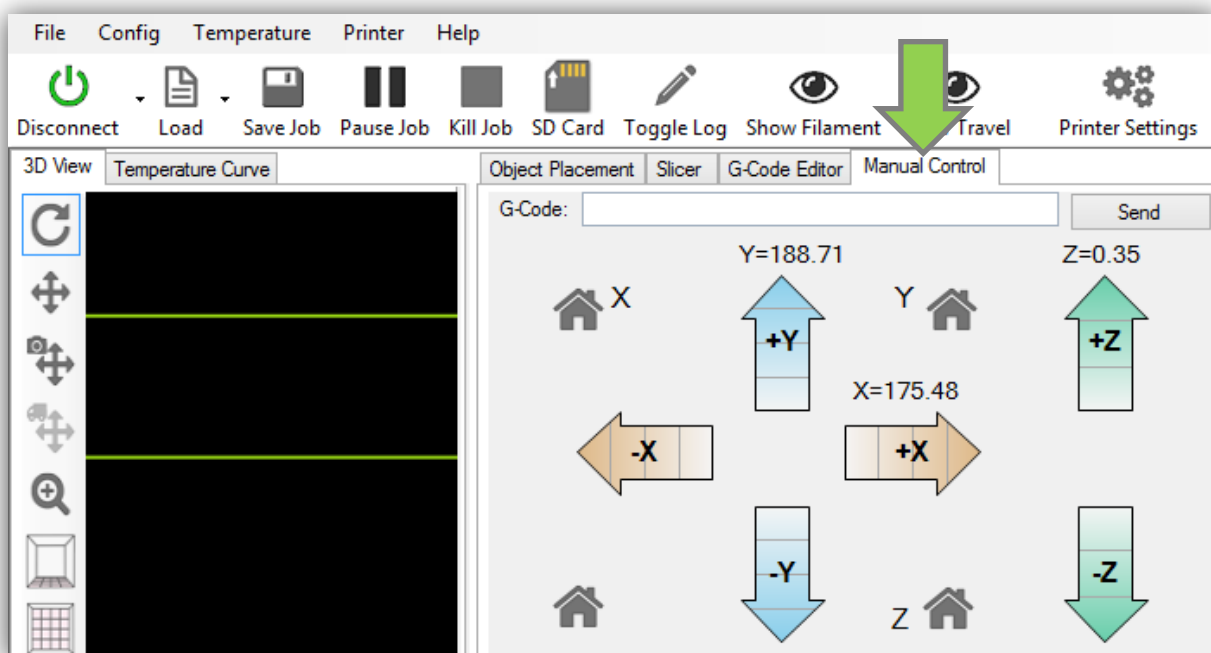 File Config Temperature Printer Help
Disconnect Load Save Job Pause Job Kill Job SD Card Toggle Log Show Filament Travel Printer Settings
3D View Temperature Curve
Object Placement Slicer G-Code Editor Manual Control
G-Code: Send
Y=188.71 Z=0.35
X Y
+Y +Z
X=175.48
-X +X
-Y -Z
Z